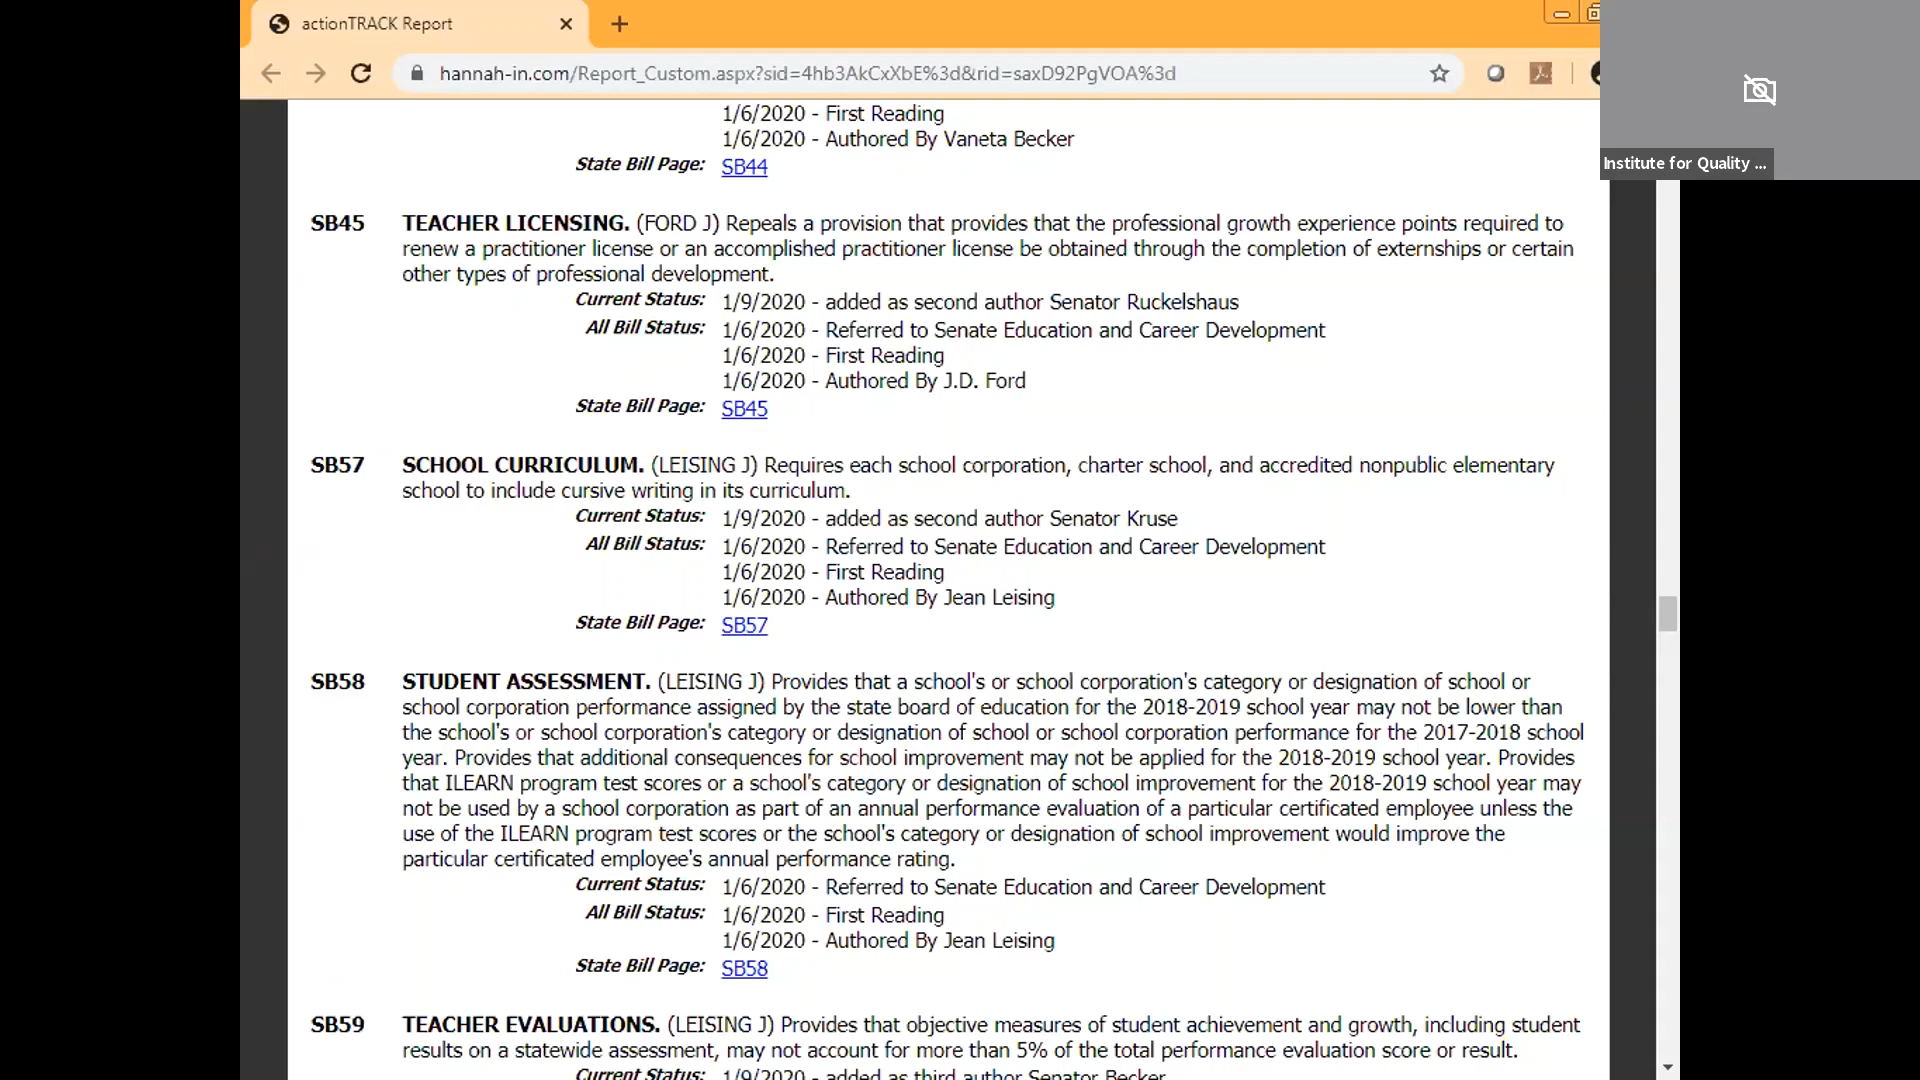 actionTRACK Report
hannah-in.com/Report_Custom.aspx?sid=4hb3AkCxXbE%3d&rid=saxD92PgVOA%3d
Institute for Quality ...
1/6/2020 - First Reading
1/6/2020 - Authored By Vaneta Becker
State Bill Page: SB44
SB45 TEACHER LICENSING. (FORD J) Repeals a provision that provides that the professional growth experience points required to
renew a practitioner license or an accomplished practitioner license be obtained through the completion of externships or certain
other types of professional development.
Current Status: 1/9/2020 - added as second author Senator Ruckelshaus
All Bill Status: 1/6/2020 - Referred to Senate Education and Career Development
1/6/2020 - First Reading
1/6/2020 - Authored By J.D. Ford
State Bill Page: SB45
SB57 SCHOOL CURRICULUM. (LEISING J) Requires each school corporation, charter school, and accredited nonpublic elementary
school to include cursive writing in its curriculum.
Current Status: 1/9/2020 - added as second author Senator Kruse
All Bill Status: 1/6/2020 - Referred to Senate Education and Career Development
1/6/2020 - First Reading
1/6/2020 - Authored By Jean Leising
State Bill Page: SB57
SB58 STUDENT ASSESSMENT. (LEISING J) Provides that a school's or school corporation's category or designation of school or
school corporation performance assigned by the state board of education for the 2018-2019 school year may not be lower than
the school's or school corporation's category or designation of school or school corporation performance for the 2017-2018 school
year. Provides that additional consequences for school improvement may not be applied for the 2018-2019 school year. Provides
that ILEARN program test scores or a school's category or designation of school improvement for the 2018-2019 school year may
not be used by a school corporation as part of an annual performance evaluation of a particular certificated employee unless the
use of the ILEARN program test scores or the school's category or designation of school improvement would improve the
particular certificated employee's annual performance rating.
Current Status: 1/6/2020 - Referred to Senate Education and Career Development
All Bill Status: 1/6/2020 - First Reading
1/6/2020 - Authored By Jean Leising
State Bill Page: SB58
SB59 TEACHER EVALUATIONS. (LEISING J) Provides that objective measures of student achievement and growth, including student
results on a statewide assessment, may not account for more than 5% of the total performance evaluation score or result.
Current Status: 1/9/2020 - added as third author Senator Becker